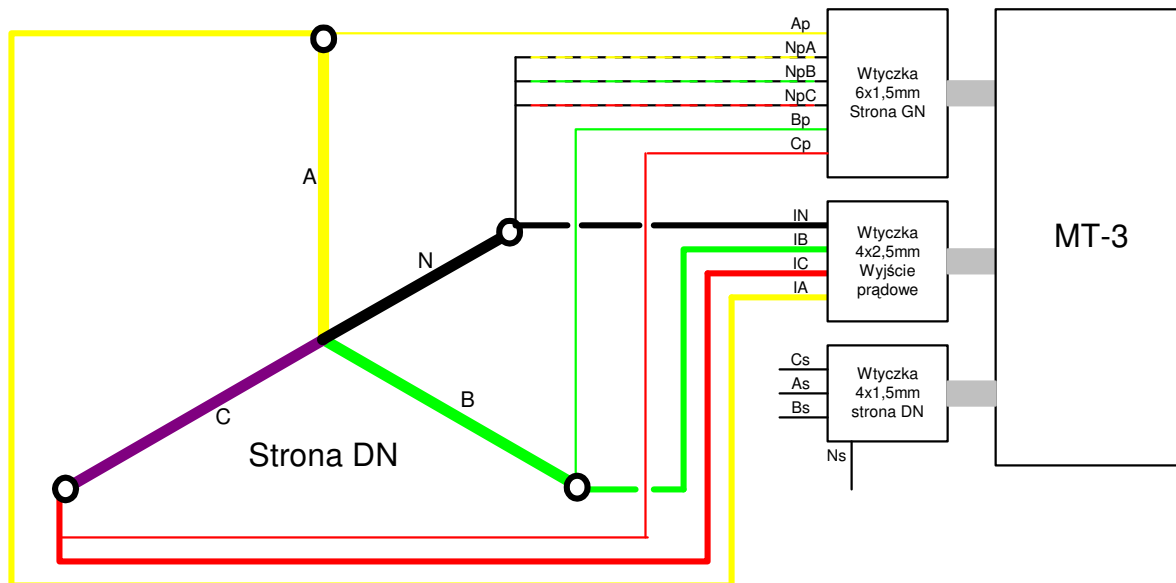 Ap
NpA
NpB
NpC
Bp
Cp
Wtyczka
6x1,5mm
Strona GN
MT-3
A
N
B
C
Strona DN
IN
IB
IC
IA
Wtyczka
4x2,5mm
Wyjście
prądowe
Cs
As
Bs
Ns
Wtyczka
4x1,5mm
strona DN